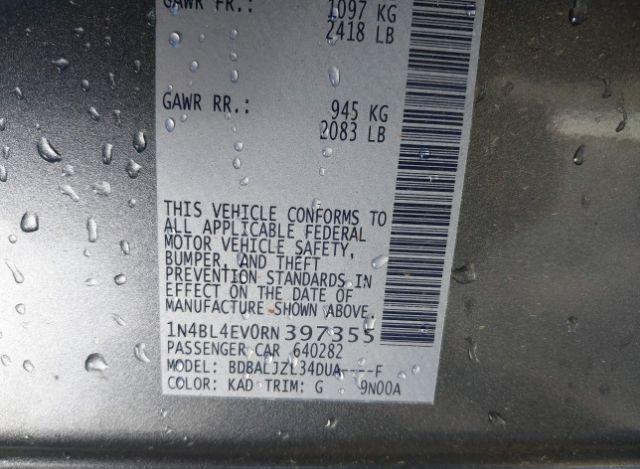 GAWR FR.: 1097 KG
2418 LB
GAWR RR.: 945 KG
2083 LB
THIS VEHICLE CONFORMS TO
ALL APPLICABLE FEDERAL
MOTOR VEHICLE SAFETY,
BUMPER, AND THEFT
PREVENTION STANDARDS IN
EFFECT ON THE DATE OF
MANUFACTURE SHOWN ABOVE.
1N4BL4EV0RN397355
PASSENGER CAR 640282
MODEL: BDBALJZL34DUA----F
COLOR: KAD TRIM: G 9N00A